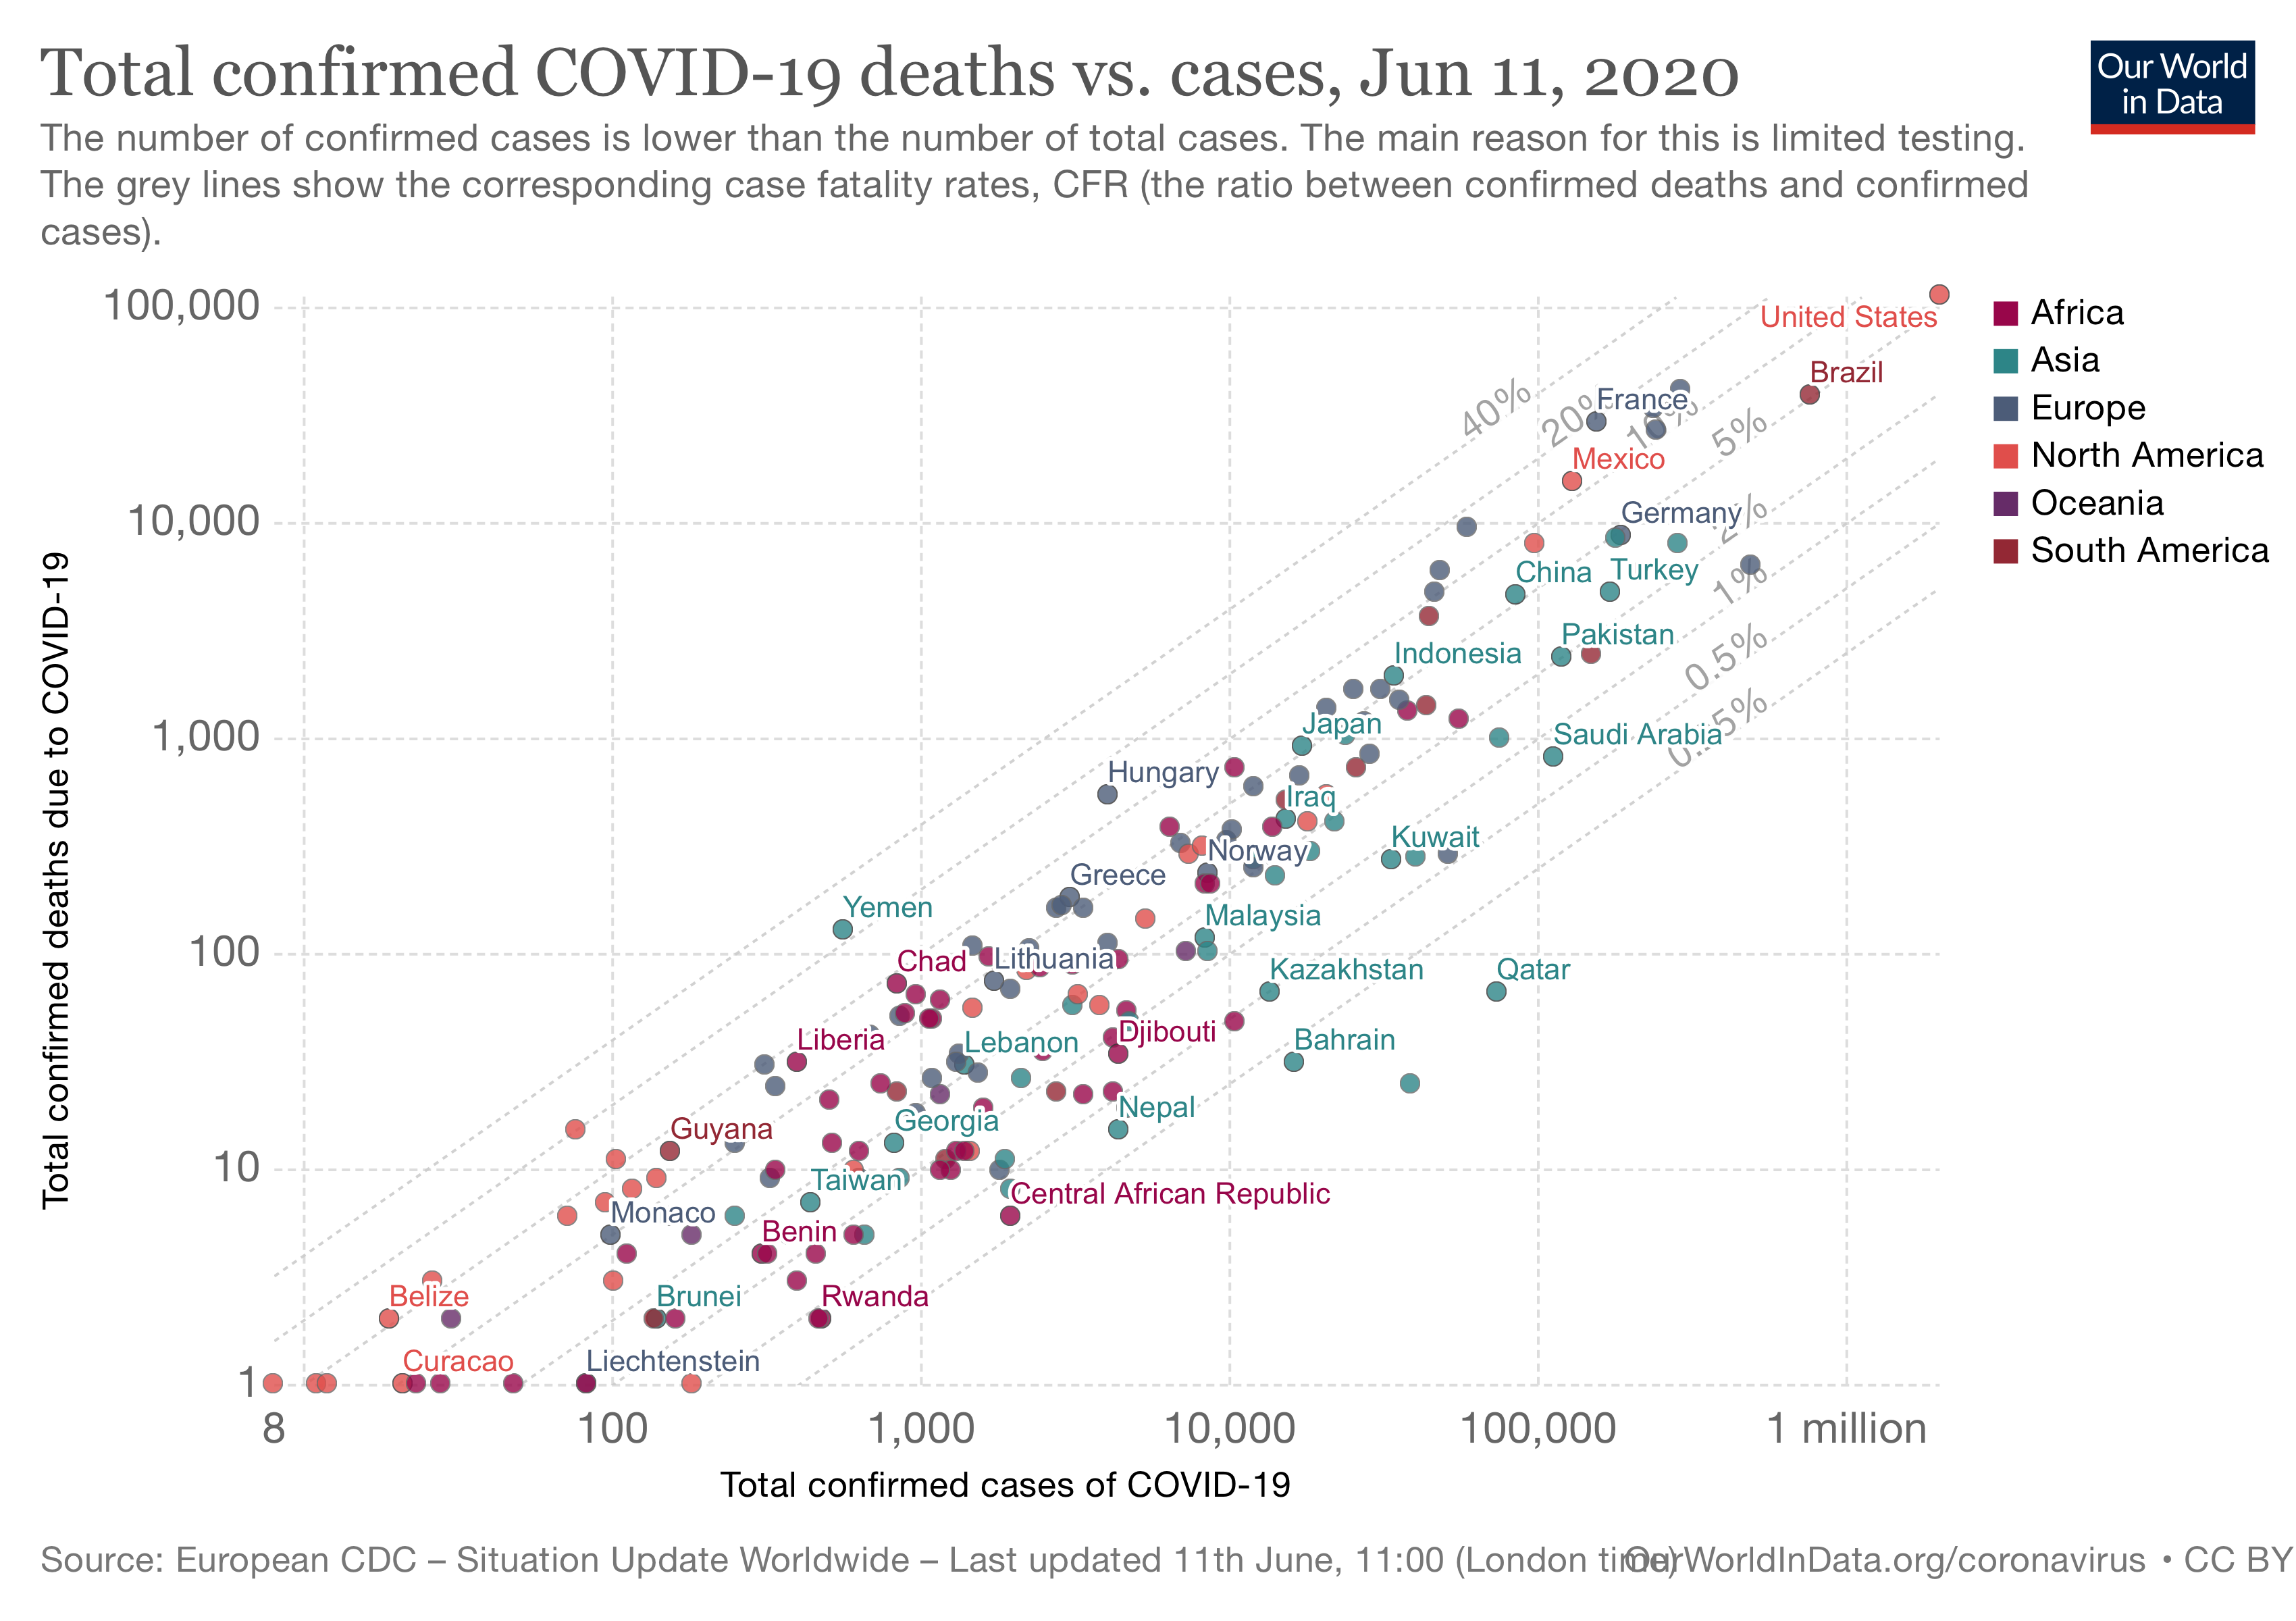 Total confirmed COVID-19 deaths vs. cases, Jun 11, 2020
Our World
in Data
The number of confirmed cases is lower than the number of total cases. The main reason for this is limited testing.
The grey lines show the corresponding case fatality rates, CFR (the ratio between confirmed deaths and confirmed
cases).
100,000
10,000
1,000
100
10
1
Total confirmed deaths due to COVID-19
United States
Brazil
40%
20%
France
10%
5%
Mexico
Germany
2%
China
Turkey
1%
Pakistan
Indonesia
0.5%
Japan
Saudi Arabia
Hungary
Iraq
Kuwait
Norway
Greece
Yemen
Malaysia
Chad
Lithuania
Kazakhstan
Qatar
Liberia
Lebanon
Djibouti
Bahrain
Georgia
Nepal
Guyana
Taiwan
Central African Republic
Monaco
Benin
Belize
Brunei
Rwanda
Curacao
Liechtenstein
Africa
Asia
Europe
North America
Oceania
South America
8
100
1,000
10,000
100,000
1 million
Total confirmed cases of COVID-19
Source: European CDC – Situation Update Worldwide – Last updated 11th June, 11:00 (London time)
OurWorldInData.org/coronavirus • CC BY